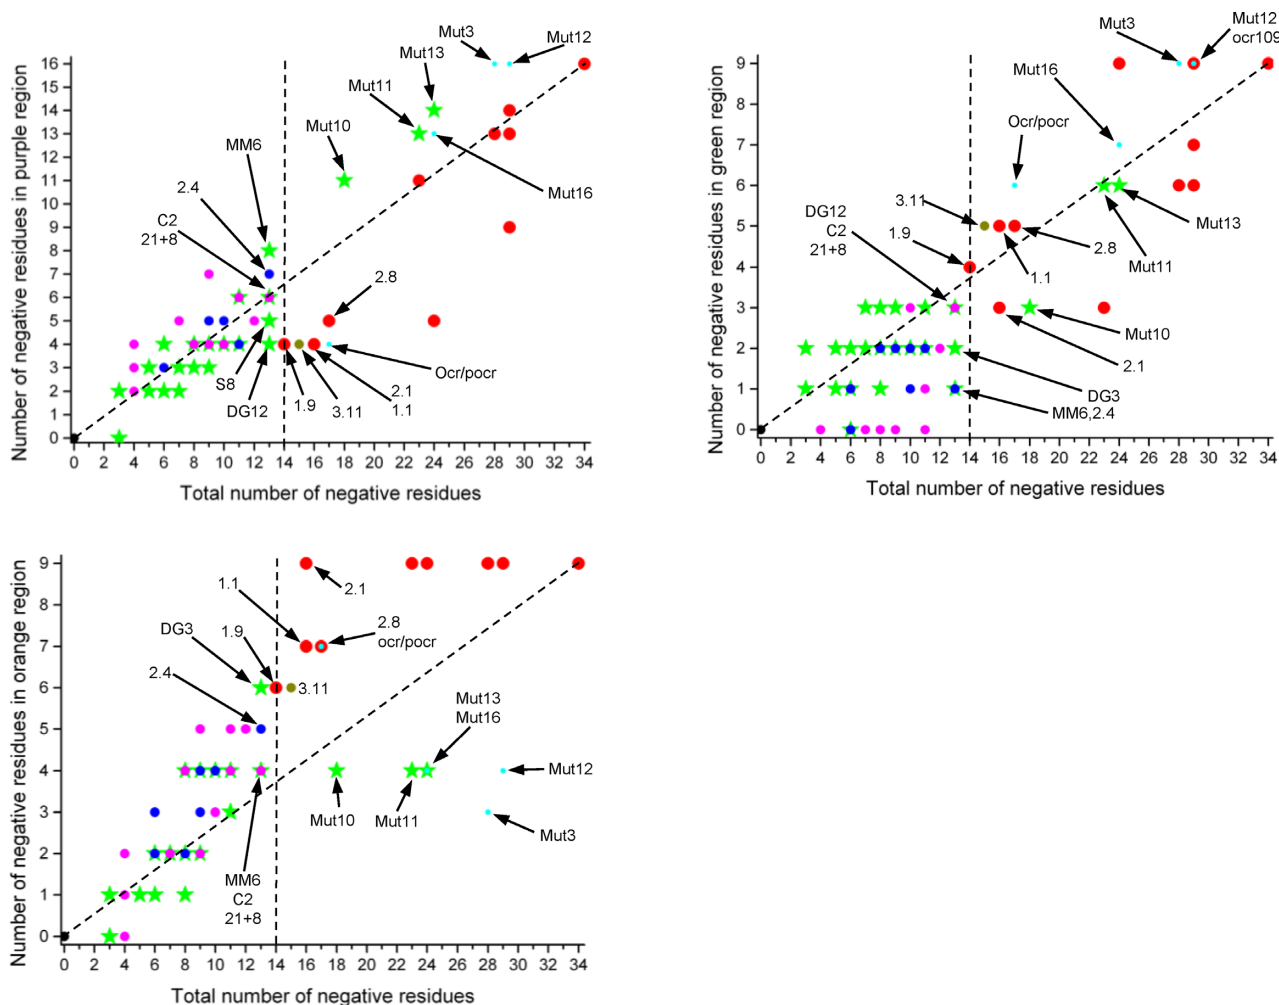 Number of negative residues in purple region
16
15
14
13
12
11
10
9
8
7
6
5
4
3
2
1
0
0
2
4
6
8
10
12
14
16
18
20
22
24
26
28
30
32
34
Total number of negative residues
Mut3
Mut12
Mut13
Mut11
Mut10
Mut16
MM6
2.4
C2
21+8
2.8
S8
DG12
1.9
3.11
2.1
1.1
Ocr/pocr
Number of negative residues in green region
9
8
7
6
5
4
3
2
1
0
0
2
4
6
8
10
12
14
16
18
20
22
24
26
28
30
32
34
Total number of negative residues
Mut3
Mut12
ocr109
Mut16
Ocr/pocr
3.11
DG12
C2
21+8
1.9
2.8
1.1
Mut11
Mut13
Mut10
2.1
DG3
MM6,2.4
Number of negative residues in orange region
9
8
7
6
5
4
3
2
1
0
0
2
4
6
8
10
12
14
16
18
20
22
24
26
28
30
32
34
Total number of negative residues
2.1
1.1
2.8
ocr/pocr
DG3
1.9
3.11
2.4
Mut13
Mut16
Mut12
Mut3
Mut10
Mut11
MM6
C2
21+8